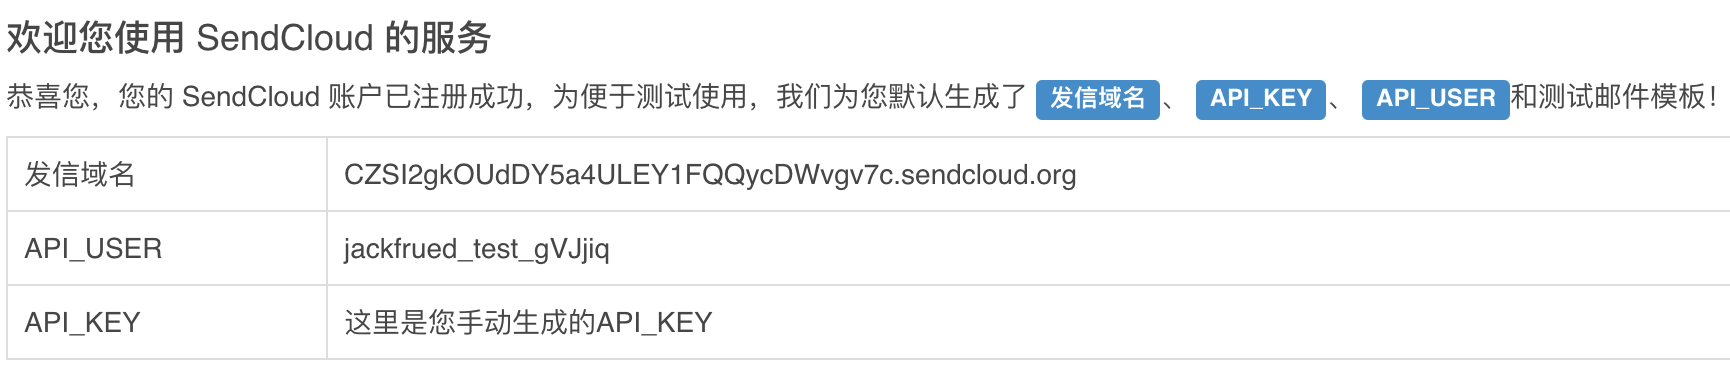 欢迎您使用 SendCloud 的服务
恭喜您，您的 SendCloud 账户已注册成功，为便于测试使用，我们为您默认生成了 发信域名 、 API_KEY 、 API_USER 和测试邮件模板！
发信域名 CZSI2gkOUdDY5a4ULEY1FQQycDWvgv7c.sendcloud.org
API_USER jackfrued_test_gVJjiq
API_KEY 这里是您手动生成的API_KEY